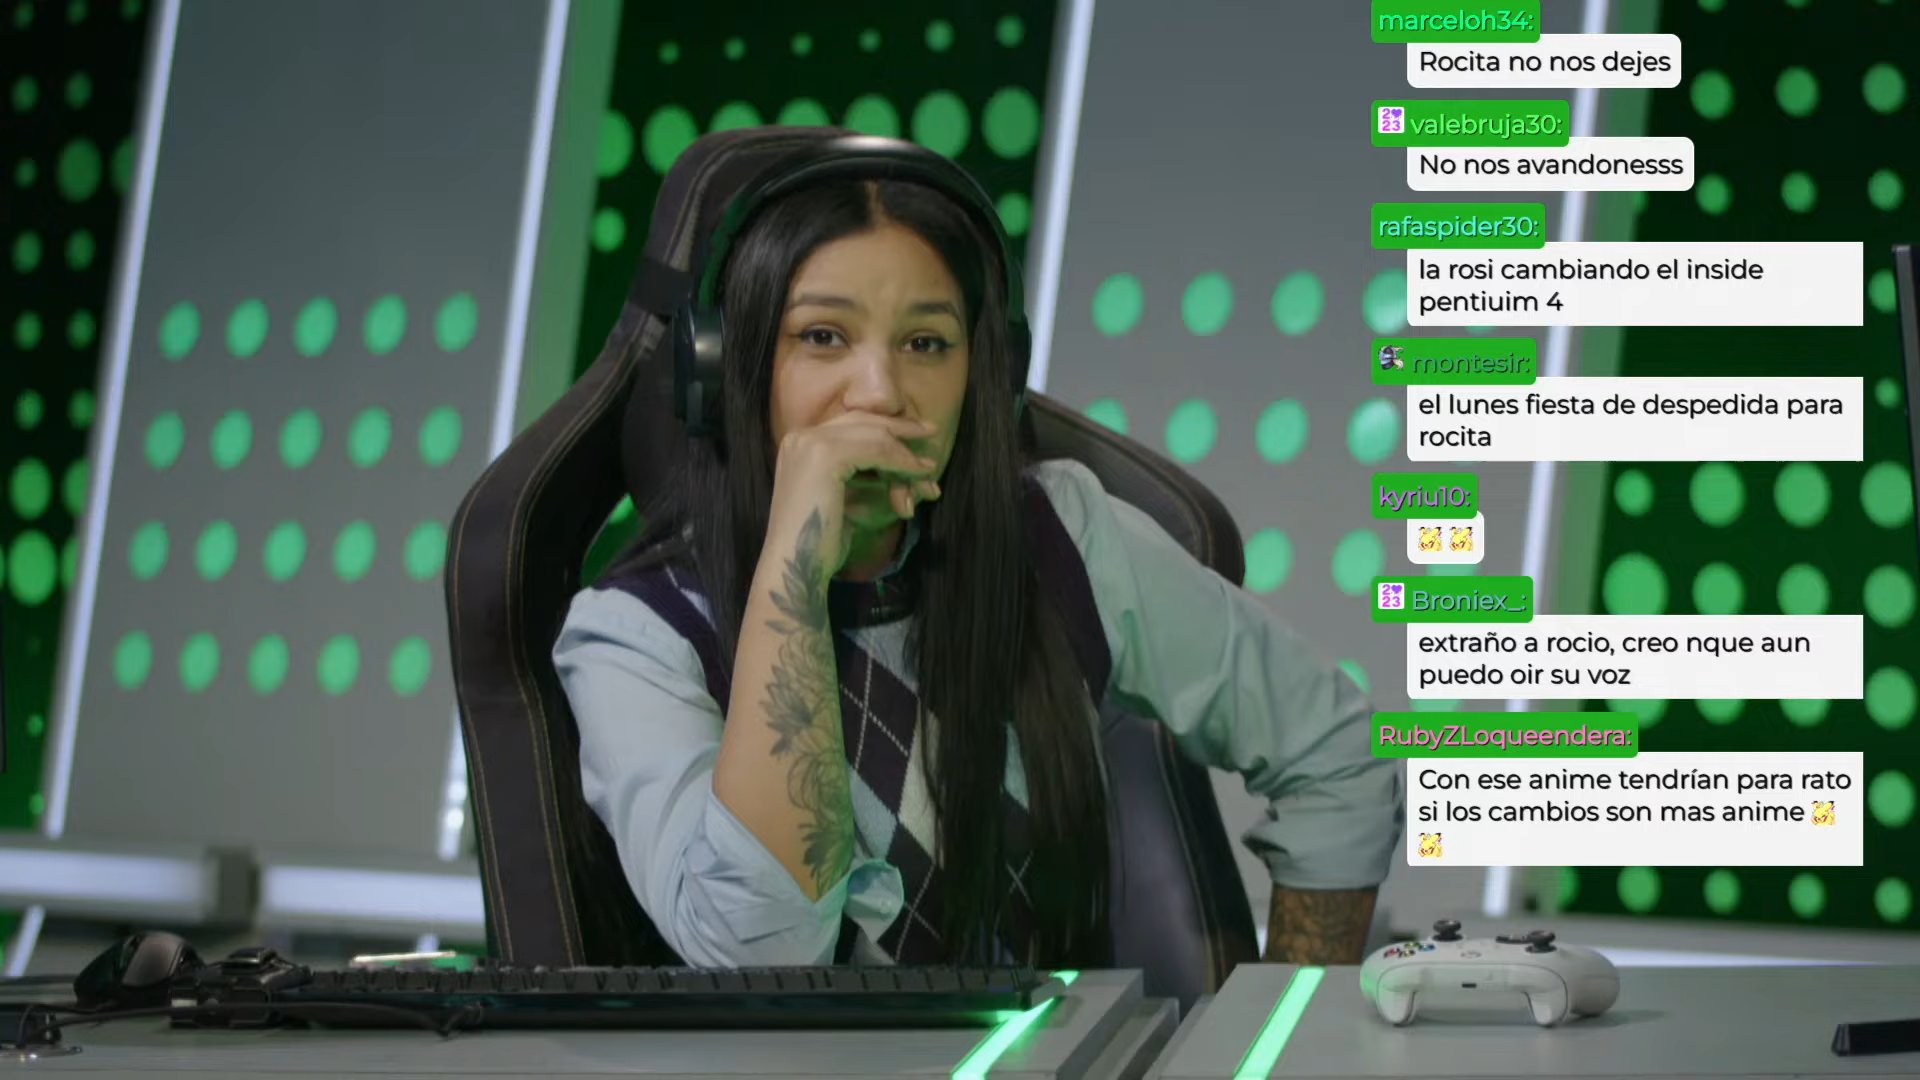 marceloh34:
Rocita no nos dejes
2023 valebruja30:
No nos avandonesss
rafaspider30:
la rosi cambiando el inside
pentiuim 4
montesir:
el lunes fiesta de despedida para
rocita
kyriu10:
2023 Broniex_:
extraño a rocio, creo nque aun
puedo oir su voz
RubyZLoqueendera:
Con ese anime tendrían para rato
si los cambios son mas anime